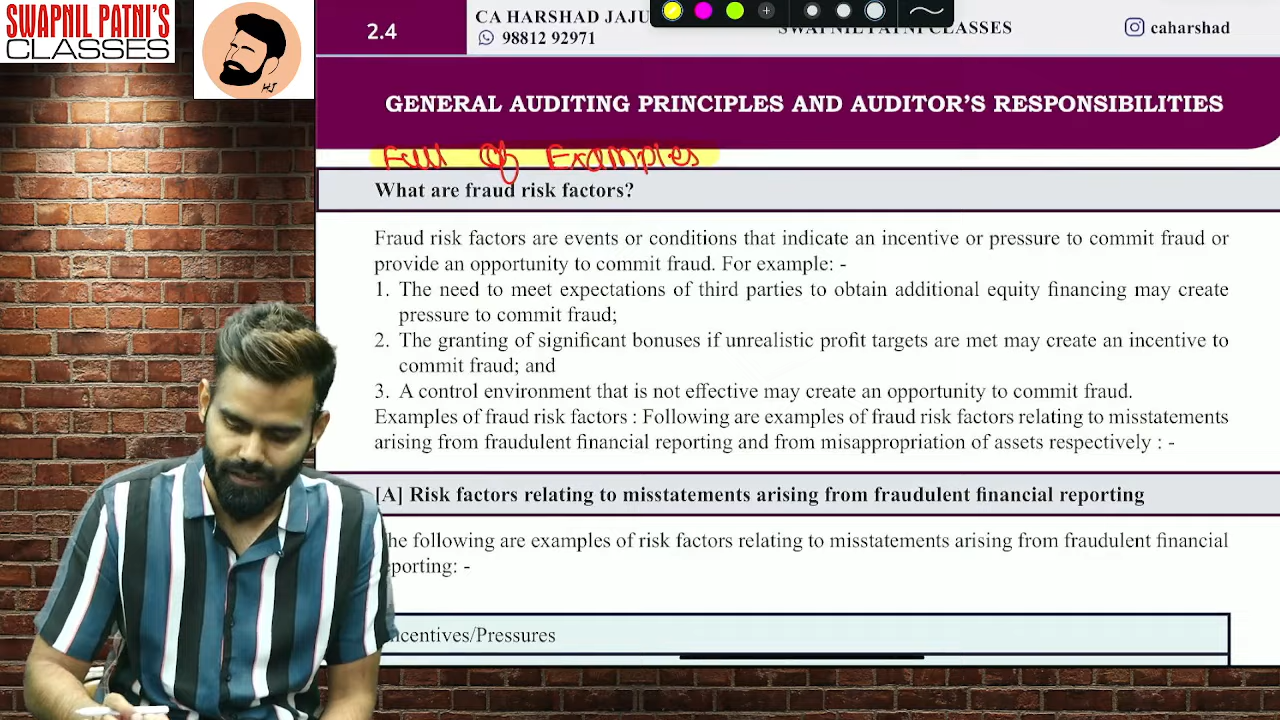 SWAPNIL PATNI'S
CLASSES
HJ
2.4
CA HARSHAD JAJU
98812 92971
SWAPNIL PATNI CLASSES
caharshad
GENERAL AUDITING PRINCIPLES AND AUDITOR'S RESPONSIBILITIES
Full Of Examples
What are fraud risk factors?
Fraud risk factors are events or conditions that indicate an incentive or pressure to commit fraud or
provide an opportunity to commit fraud. For example: -
1. The need to meet expectations of third parties to obtain additional equity financing may create
pressure to commit fraud;
2. The granting of significant bonuses if unrealistic profit targets are met may create an incentive to
commit fraud; and
3. A control environment that is not effective may create an opportunity to commit fraud.
Examples of fraud risk factors : Following are examples of fraud risk factors relating to misstatements
arising from fraudulent financial reporting and from misappropriation of assets respectively : -
[A] Risk factors relating to misstatements arising from fraudulent financial reporting
he following are examples of risk factors relating to misstatements arising from fraudulent financial
eporting: -
ncentives/Pressures